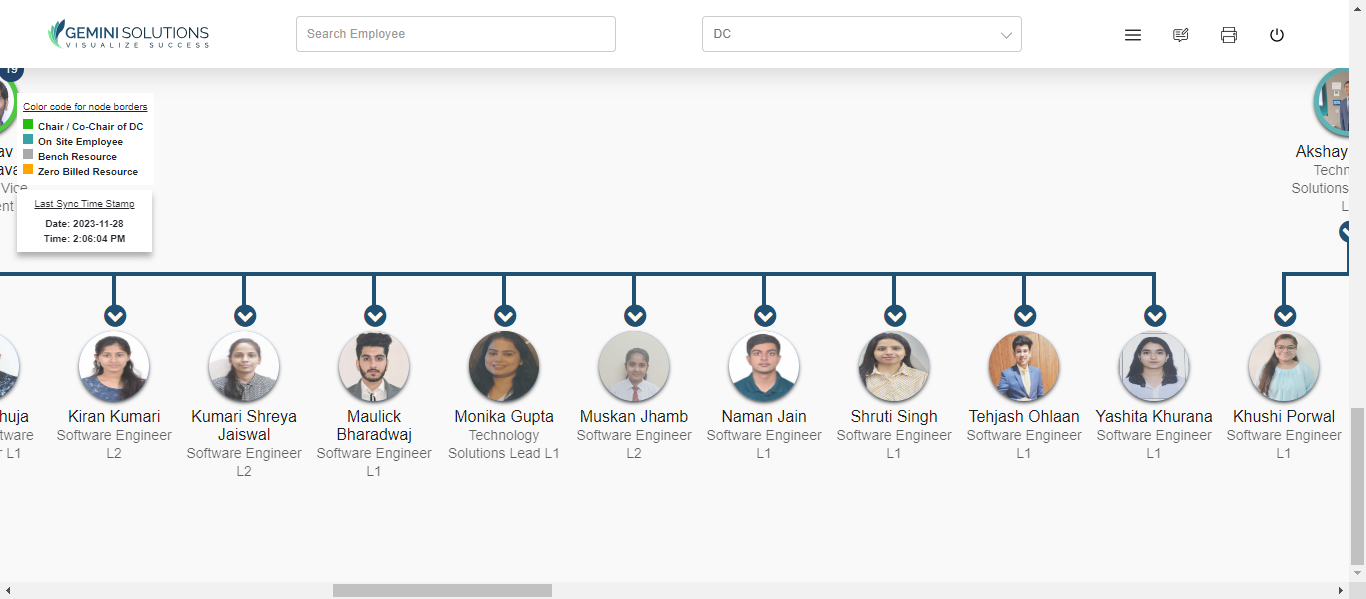 GEMINI SOLUTIONS
VISUALIZE SUCCESS
Search Employee
DC
19
Color code for node borders
Chair / Co-Chair of DC
On Site Employee
Bench Resource
Zero Billed Resource
Vice
Last Sync Time Stamp
Date: 2023-11-28
Time: 2:06:04 PM
Akshay
Techn
Solutions
L
huja
tware
L1
Kiran Kumari
Software Engineer
L2
Kumari Shreya
Jaiswal
Software Engineer
L2
Maulick
Bharadwaj
Software Engineer
L1
Monika Gupta
Technology
Solutions Lead L1
Muskan Jhamb
Software Engineer
L2
Naman Jain
Software Engineer
L1
Shruti Singh
Software Engineer
L1
Tehjash Ohlaan
Software Engineer
L1
Yashita Khurana
Software Engineer
L1
Khushi Porwal
Software Engineer
L1